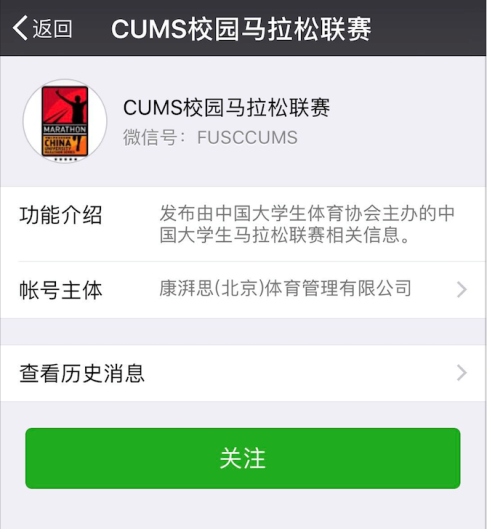 返回
CUMS校园马拉松联赛
CUMS校园马拉松联赛
微信号：FUSCCUMS
MARATHON
CHINA
UNIVERSITY
功能介绍
发布由中国大学生体育协会主办的中
国大学生马拉松联赛相关信息。
帐号主体
康湃思(北京)体育管理有限公司
查看历史消息
关注